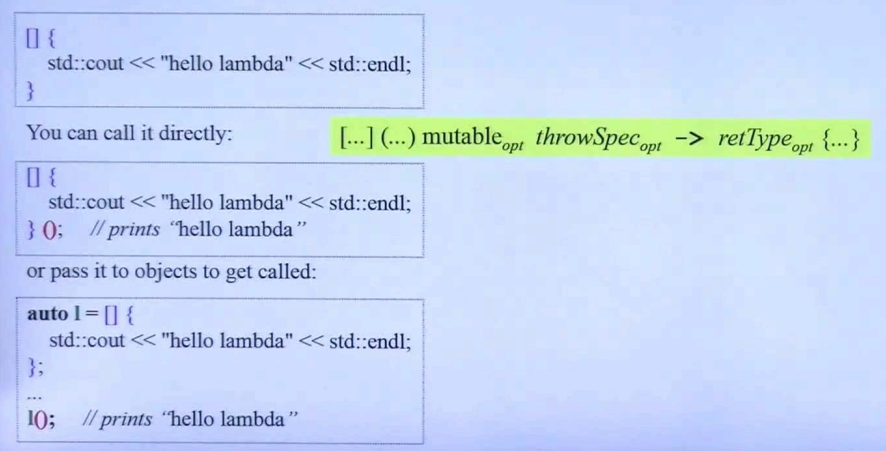 [] {
std::cout << "hello lambda" << std::endl;
}
You can call it directly:
[...] (...) mutable opt throwSpec opt -> retType opt {...}
[] {
std::cout << "hello lambda" << std::endl;
} (); // prints “hello lambda”
or pass it to objects to get called:
auto l = [] {
std::cout << "hello lambda" << std::endl;
};
...
l(); // prints “hello lambda”